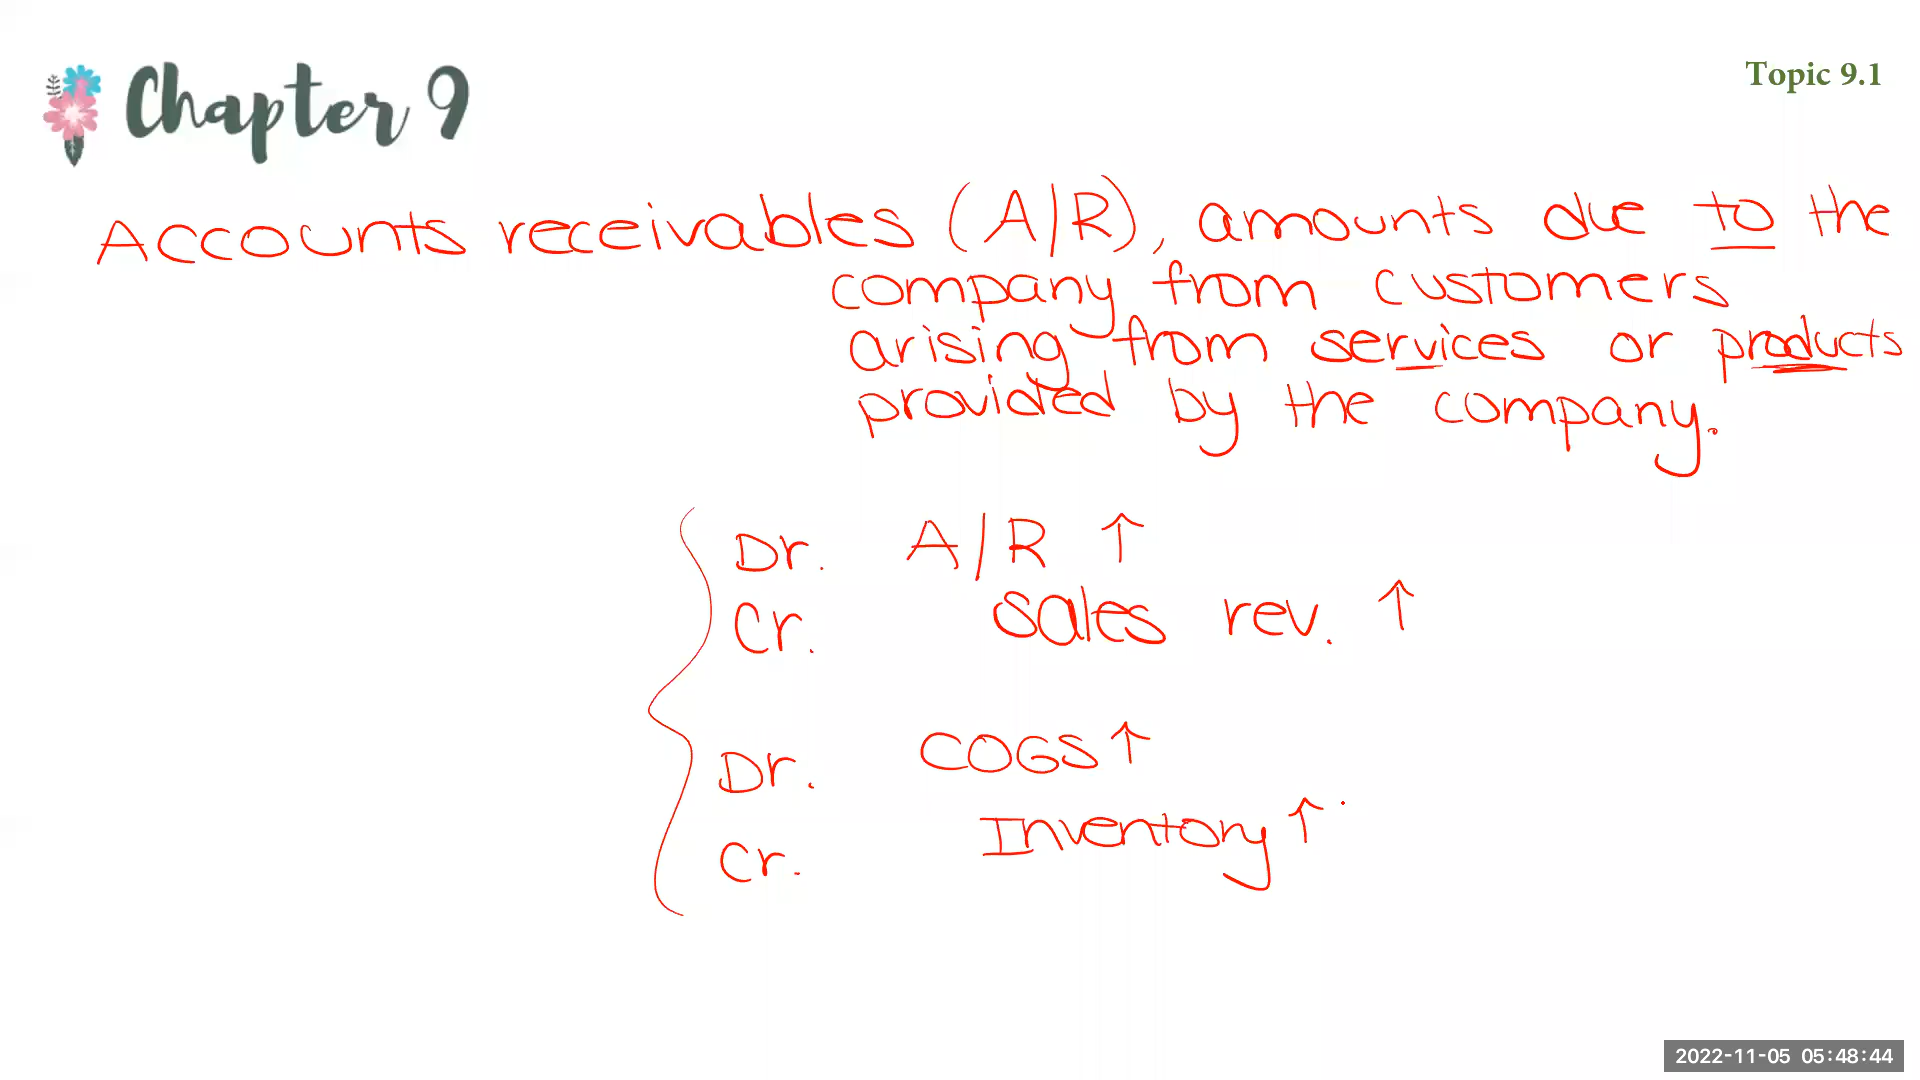 Chapter 9
Topic 9.1
Accounts receivables (A/R), amounts due to the
company from customers
arising from services or products
provided by the company.
Dr. A/R ↑
Cr. Sales rev. ↑
Dr. COGS ↑
Cr. Inventory ↑
2022-11-05 05:48:44